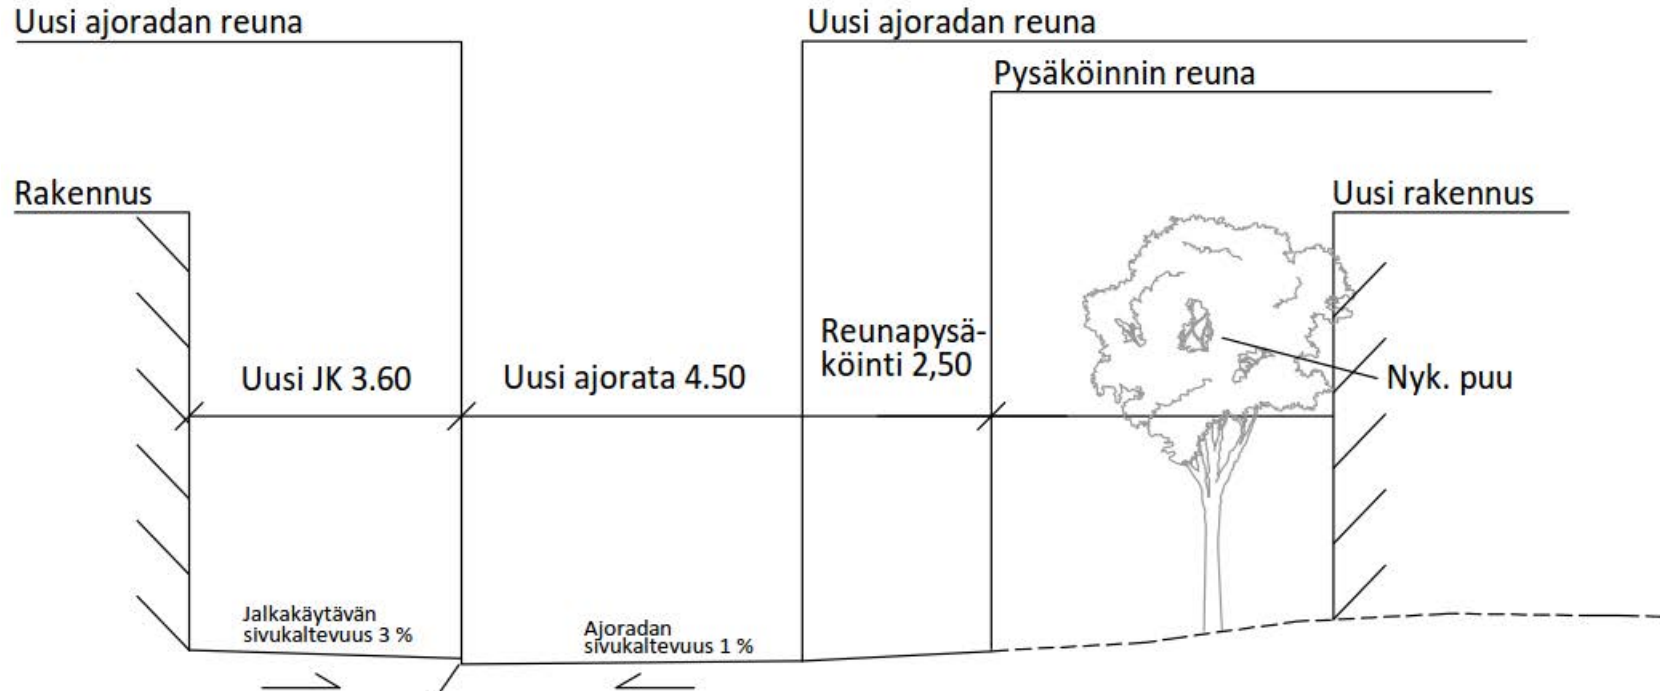 Uusi ajoradan reuna
Uusi ajoradan reuna
Pysäköinnin reuna
Rakennus
Uusi rakennus
Reunapysä-
köinti 2,50
Uusi JK 3.60
Uusi ajorata 4.50
Nyk. puu
Jalkakäytävän
sivukaltevuus 3 %
Ajoradan
sivukaltevuus 1 %